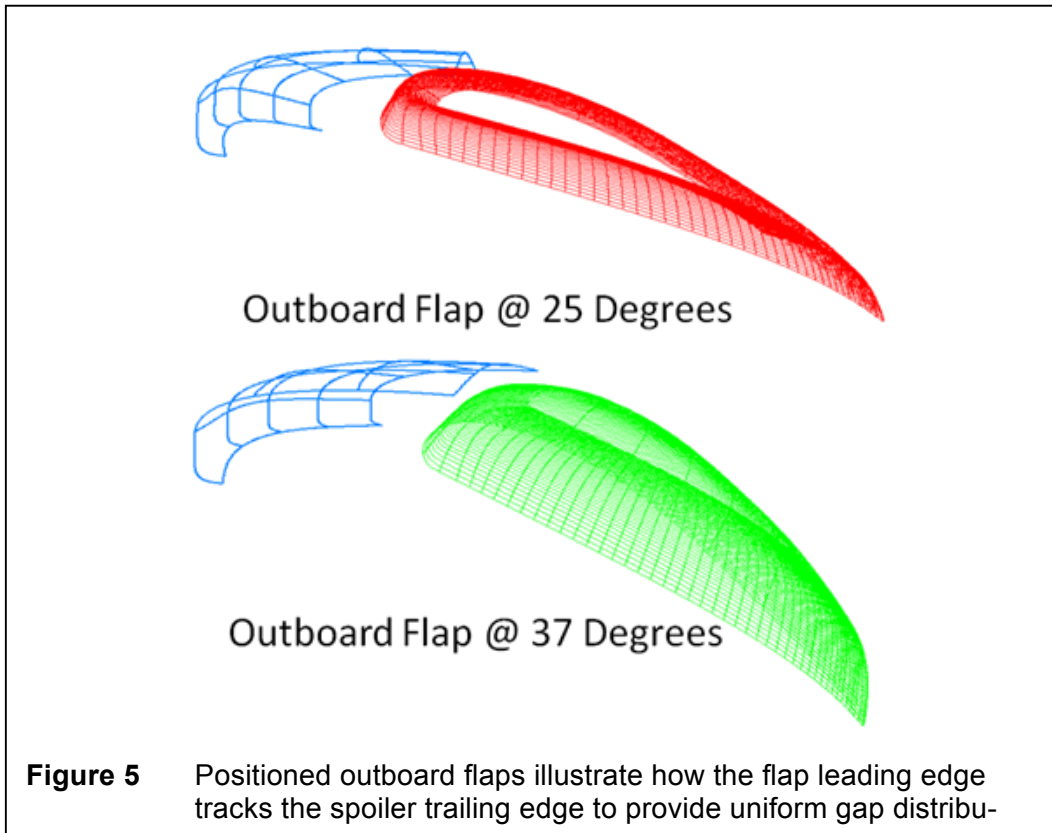 Outboard Flap @ 25 Degrees
Outboard Flap @ 37 Degrees
Figure 5 Positioned outboard flaps illustrate how the flap leading edge
tracks the spoiler trailing edge to provide uniform gap distribu-